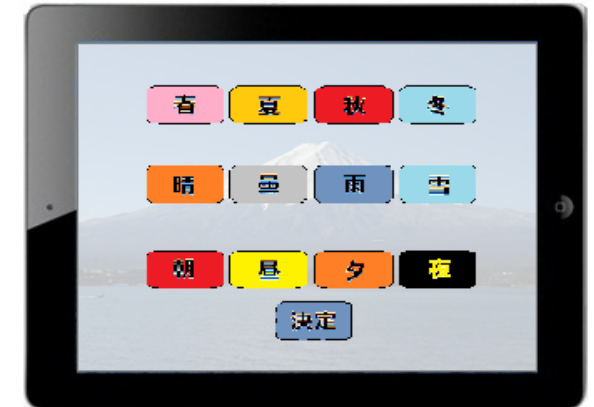 春 夏 秋 冬
晴 曇 雨 雪
朝 昼 夕 夜
決定